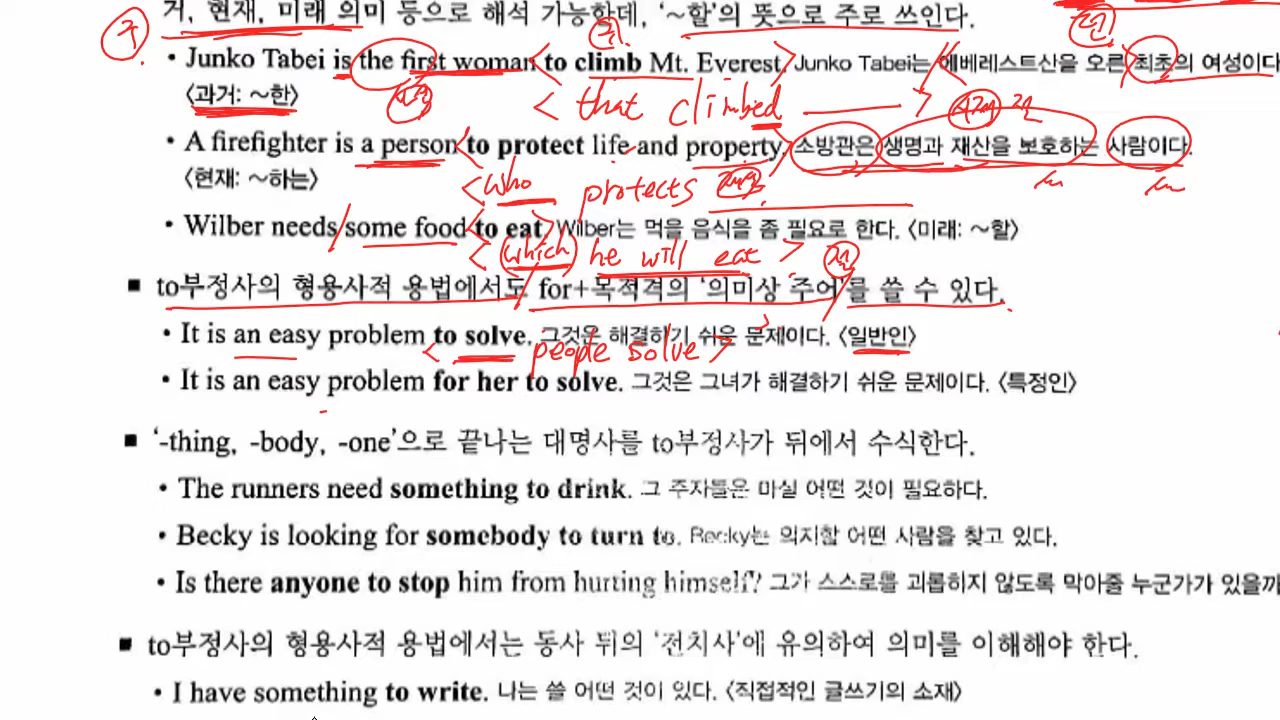 거, 현재, 미래 의미 등으로 해석 가능한데, ‘~할’의 뜻으로 주로 쓰인다.
주
• Junko Tabei is the first woman to climb Mt. Everest. Junko Tabei는 에베레스트산을 오른 최초의 여성이다
〈과거: ~한〉
< that climbed
• A firefighter is a person to protect life and property. 소방관은 생명과 재산을 보호하는 사람이다.
〈현재: ~하는〉
< who protects
• Wilber needs some food to eat. Wilber는 먹을 음식을 좀 필요로 한다. 〈미래: ~할〉
< which he will eat >
■ to부정사의 형용사적 용법에서도 for+목적격의 ‘의미상 주어’를 쓸 수 있다.
• It is an easy problem to solve. 그것은 해결하기 쉬운 문제이다. 〈일반인〉
< people solve >
• It is an easy problem for her to solve. 그것은 그녀가 해결하기 쉬운 문제이다. 〈특정인〉
■ ‘-thing, -body, -one’으로 끝나는 대명사를 to부정사가 뒤에서 수식한다.
• The runners need something to drink. 그 주자들은 마실 어떤 것이 필요하다.
• Becky is looking for somebody to turn to. Becky는 의지할 어떤 사람을 찾고 있다.
• Is there anyone to stop him from hurting himself? 그가 스스로를 괴롭히지 않도록 막아줄 누군가가 있을까
■ to부정사의 형용사적 용법에서는 동사 뒤의 ‘전치사’에 유의하여 의미를 이해해야 한다.
• I have something to write. 나는 쓸 어떤 것이 있다. 〈직접적인 글쓰기의 소재〉